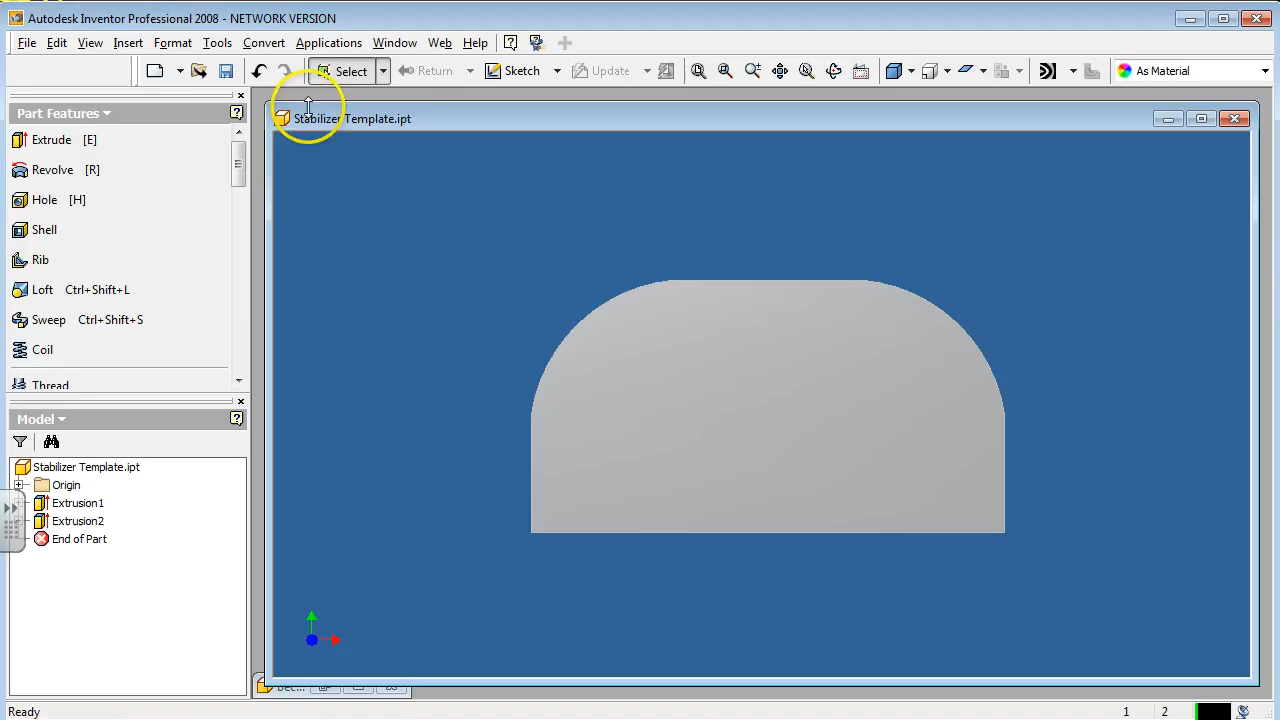 Autodesk Inventor Professional 2008 - NETWORK VERSION
File Edit View Insert Format Tools Convert Applications Window Web Help
Select Return Sketch Update As Material
Part Features
Stabilizer Template.ipt
Extrude [E]
Revolve [R]
Hole [H]
Shell
Rib
Loft Ctrl+Shift+L
Sweep Ctrl+Shift+S
Coil
Thread
Model
Stabilizer Template.ipt
Origin
Extrusion1
Extrusion2
End of Part
Ready 1 2